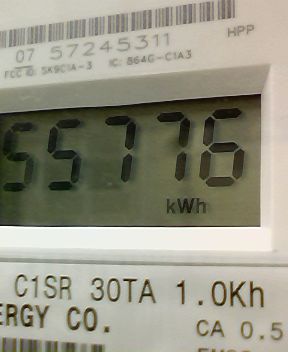 07 57245311
HPP
FCC ID: SK9C1A-3 IC: 864G-C1A3
55776
kWh
C1SR 30TA 1.0Kh
ERGY CO.
CA 0.5